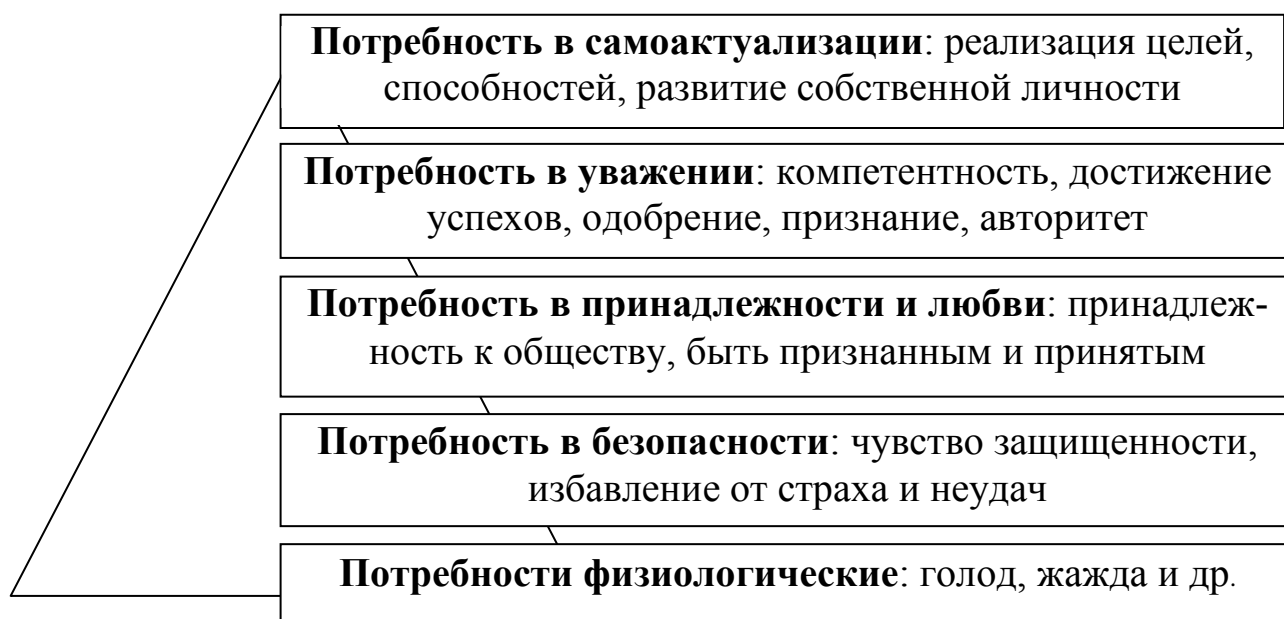 Потребность в самоактуализации: реализация целей,
способностей, развитие собственной личности
Потребность в уважении: компетентность, достижение
успехов, одобрение, признание, авторитет
Потребность в принадлежности и любви: принадлеж-
ность к обществу, быть признанным и принятым
Потребность в безопасности: чувство защищенности,
избавление от страха и неудач
Потребности физиологические: голод, жажда и др.